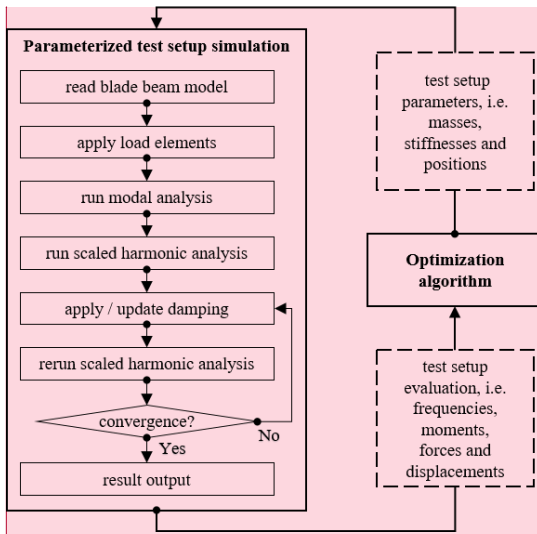 Parameterized test setup simulation
read blade beam model
apply load elements
run modal analysis
run scaled harmonic analysis
apply / update damping
rerun scaled harmonic analysis
convergence?
No
Yes
result output
test setup
parameters, i.e.
masses,
stiffnesses and
positions
Optimization
algorithm
test setup
evaluation, i.e.
frequencies,
moments,
forces and
displacements